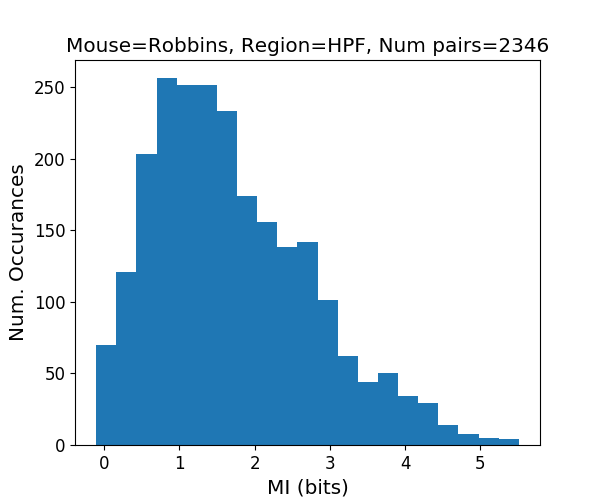 Mouse=Robbins, Region=HPF, Num pairs=2346
250
200
150
100
50
0
Num. Occurances
0 1 2 3 4 5
MI (bits)